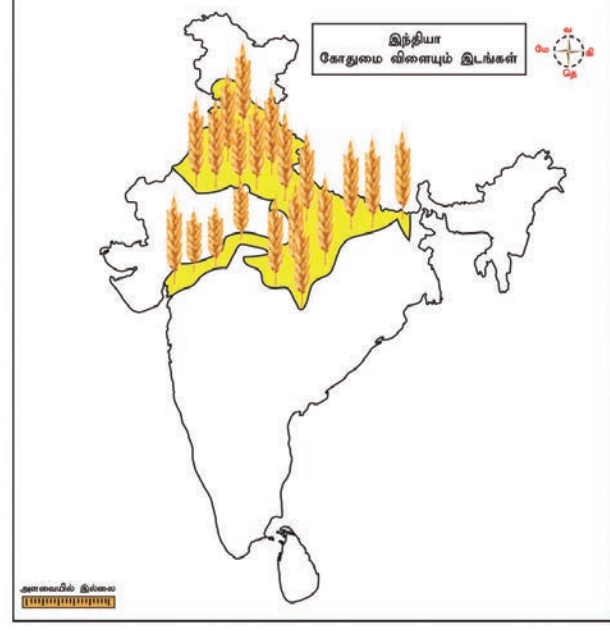 இந்தியா
கோதுமை விளையும் இடங்கள்
வ
மே
கி
தெ
அளவையில் இல்லை